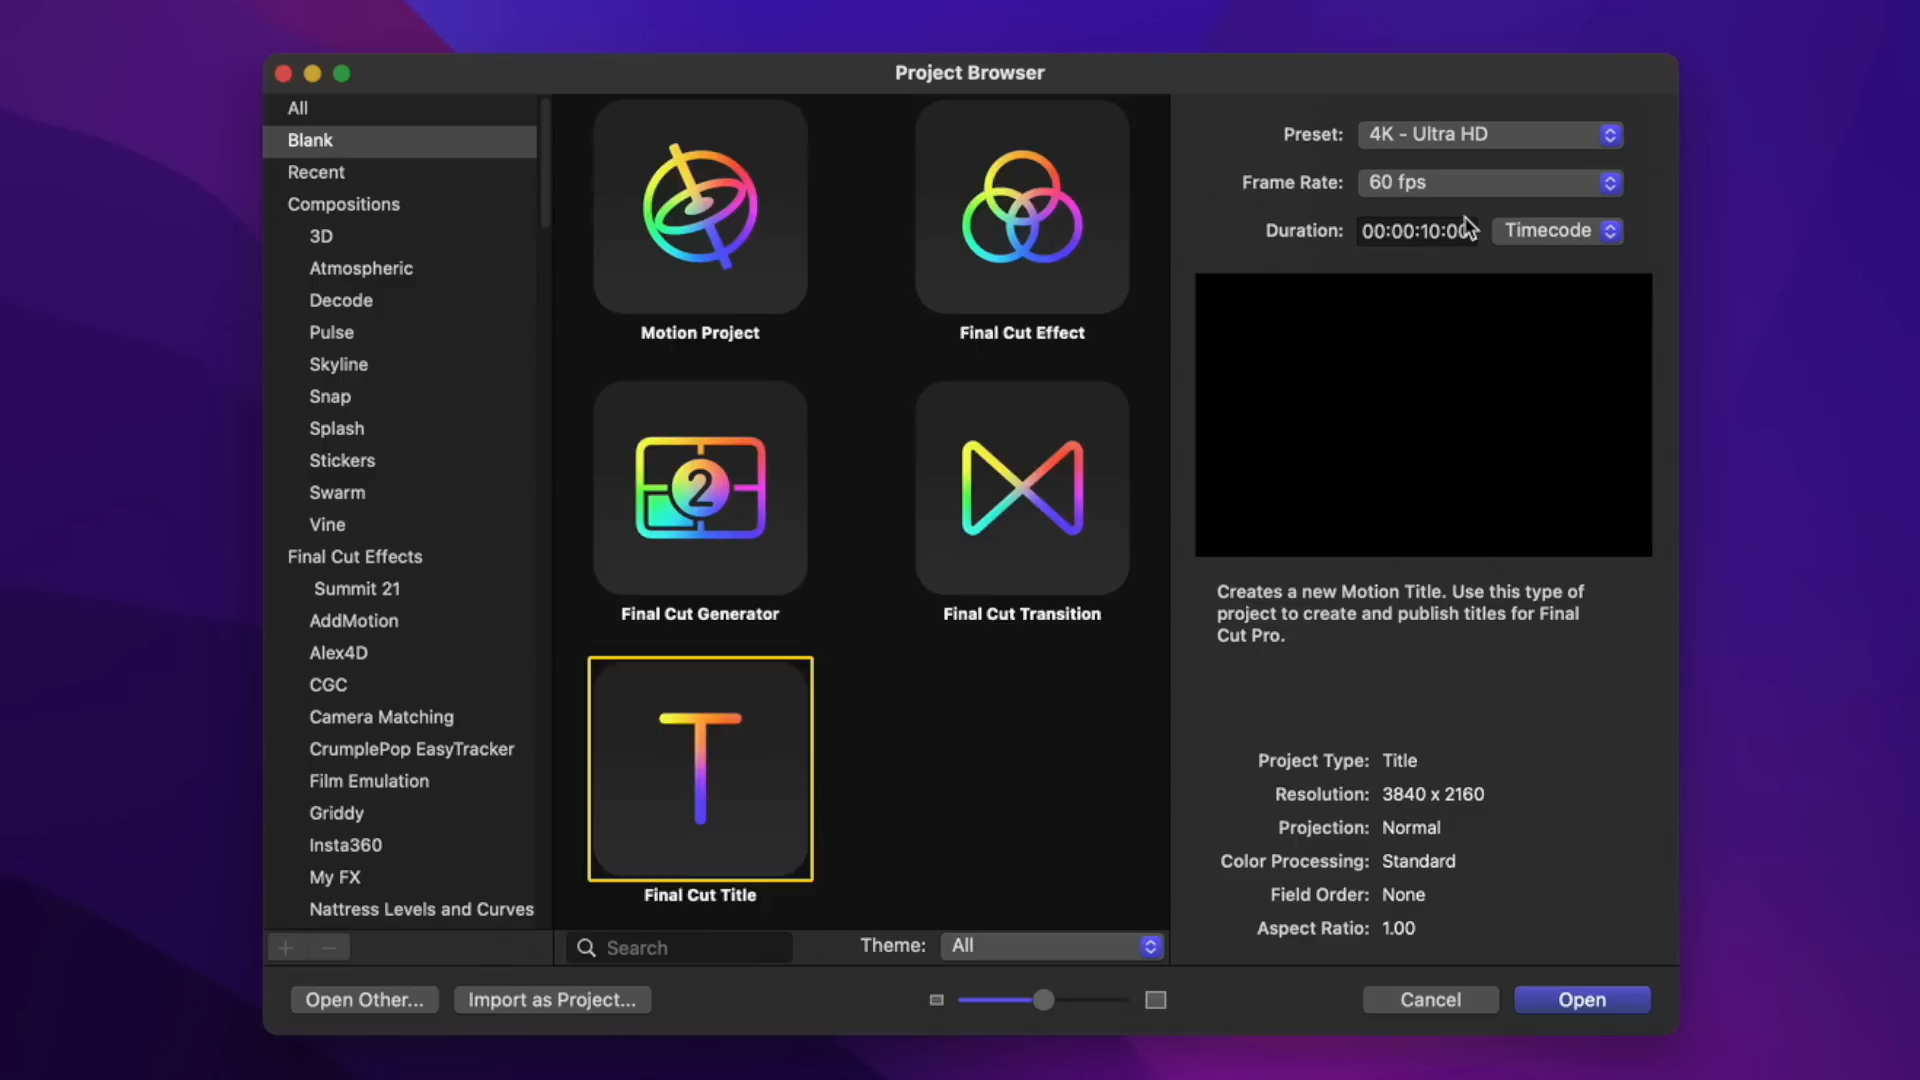 Project Browser
All
Blank
Recent
Compositions
3D
Atmospheric
Decode
Pulse
Skyline
Snap
Splash
Stickers
Swarm
Vine
Final Cut Effects
Summit 21
AddMotion
Alex4D
CGC
Camera Matching
CrumplePop EasyTracker
Film Emulation
Griddy
Insta360
My FX
Nattress Levels and Curves
Motion Project
Final Cut Effect
2
Final Cut Generator
Final Cut Transition
T
Final Cut Title
Search
Theme: All
Preset: 4K - Ultra HD
Frame Rate: 60 fps
Duration: 00:00:10:00 Timecode
Creates a new Motion Title. Use this type of
project to create and publish titles for Final
Cut Pro.
Project Type: Title
Resolution: 3840 x 2160
Projection: Normal
Color Processing: Standard
Field Order: None
Aspect Ratio: 1.00
Open Other...
Import as Project...
Cancel
Open